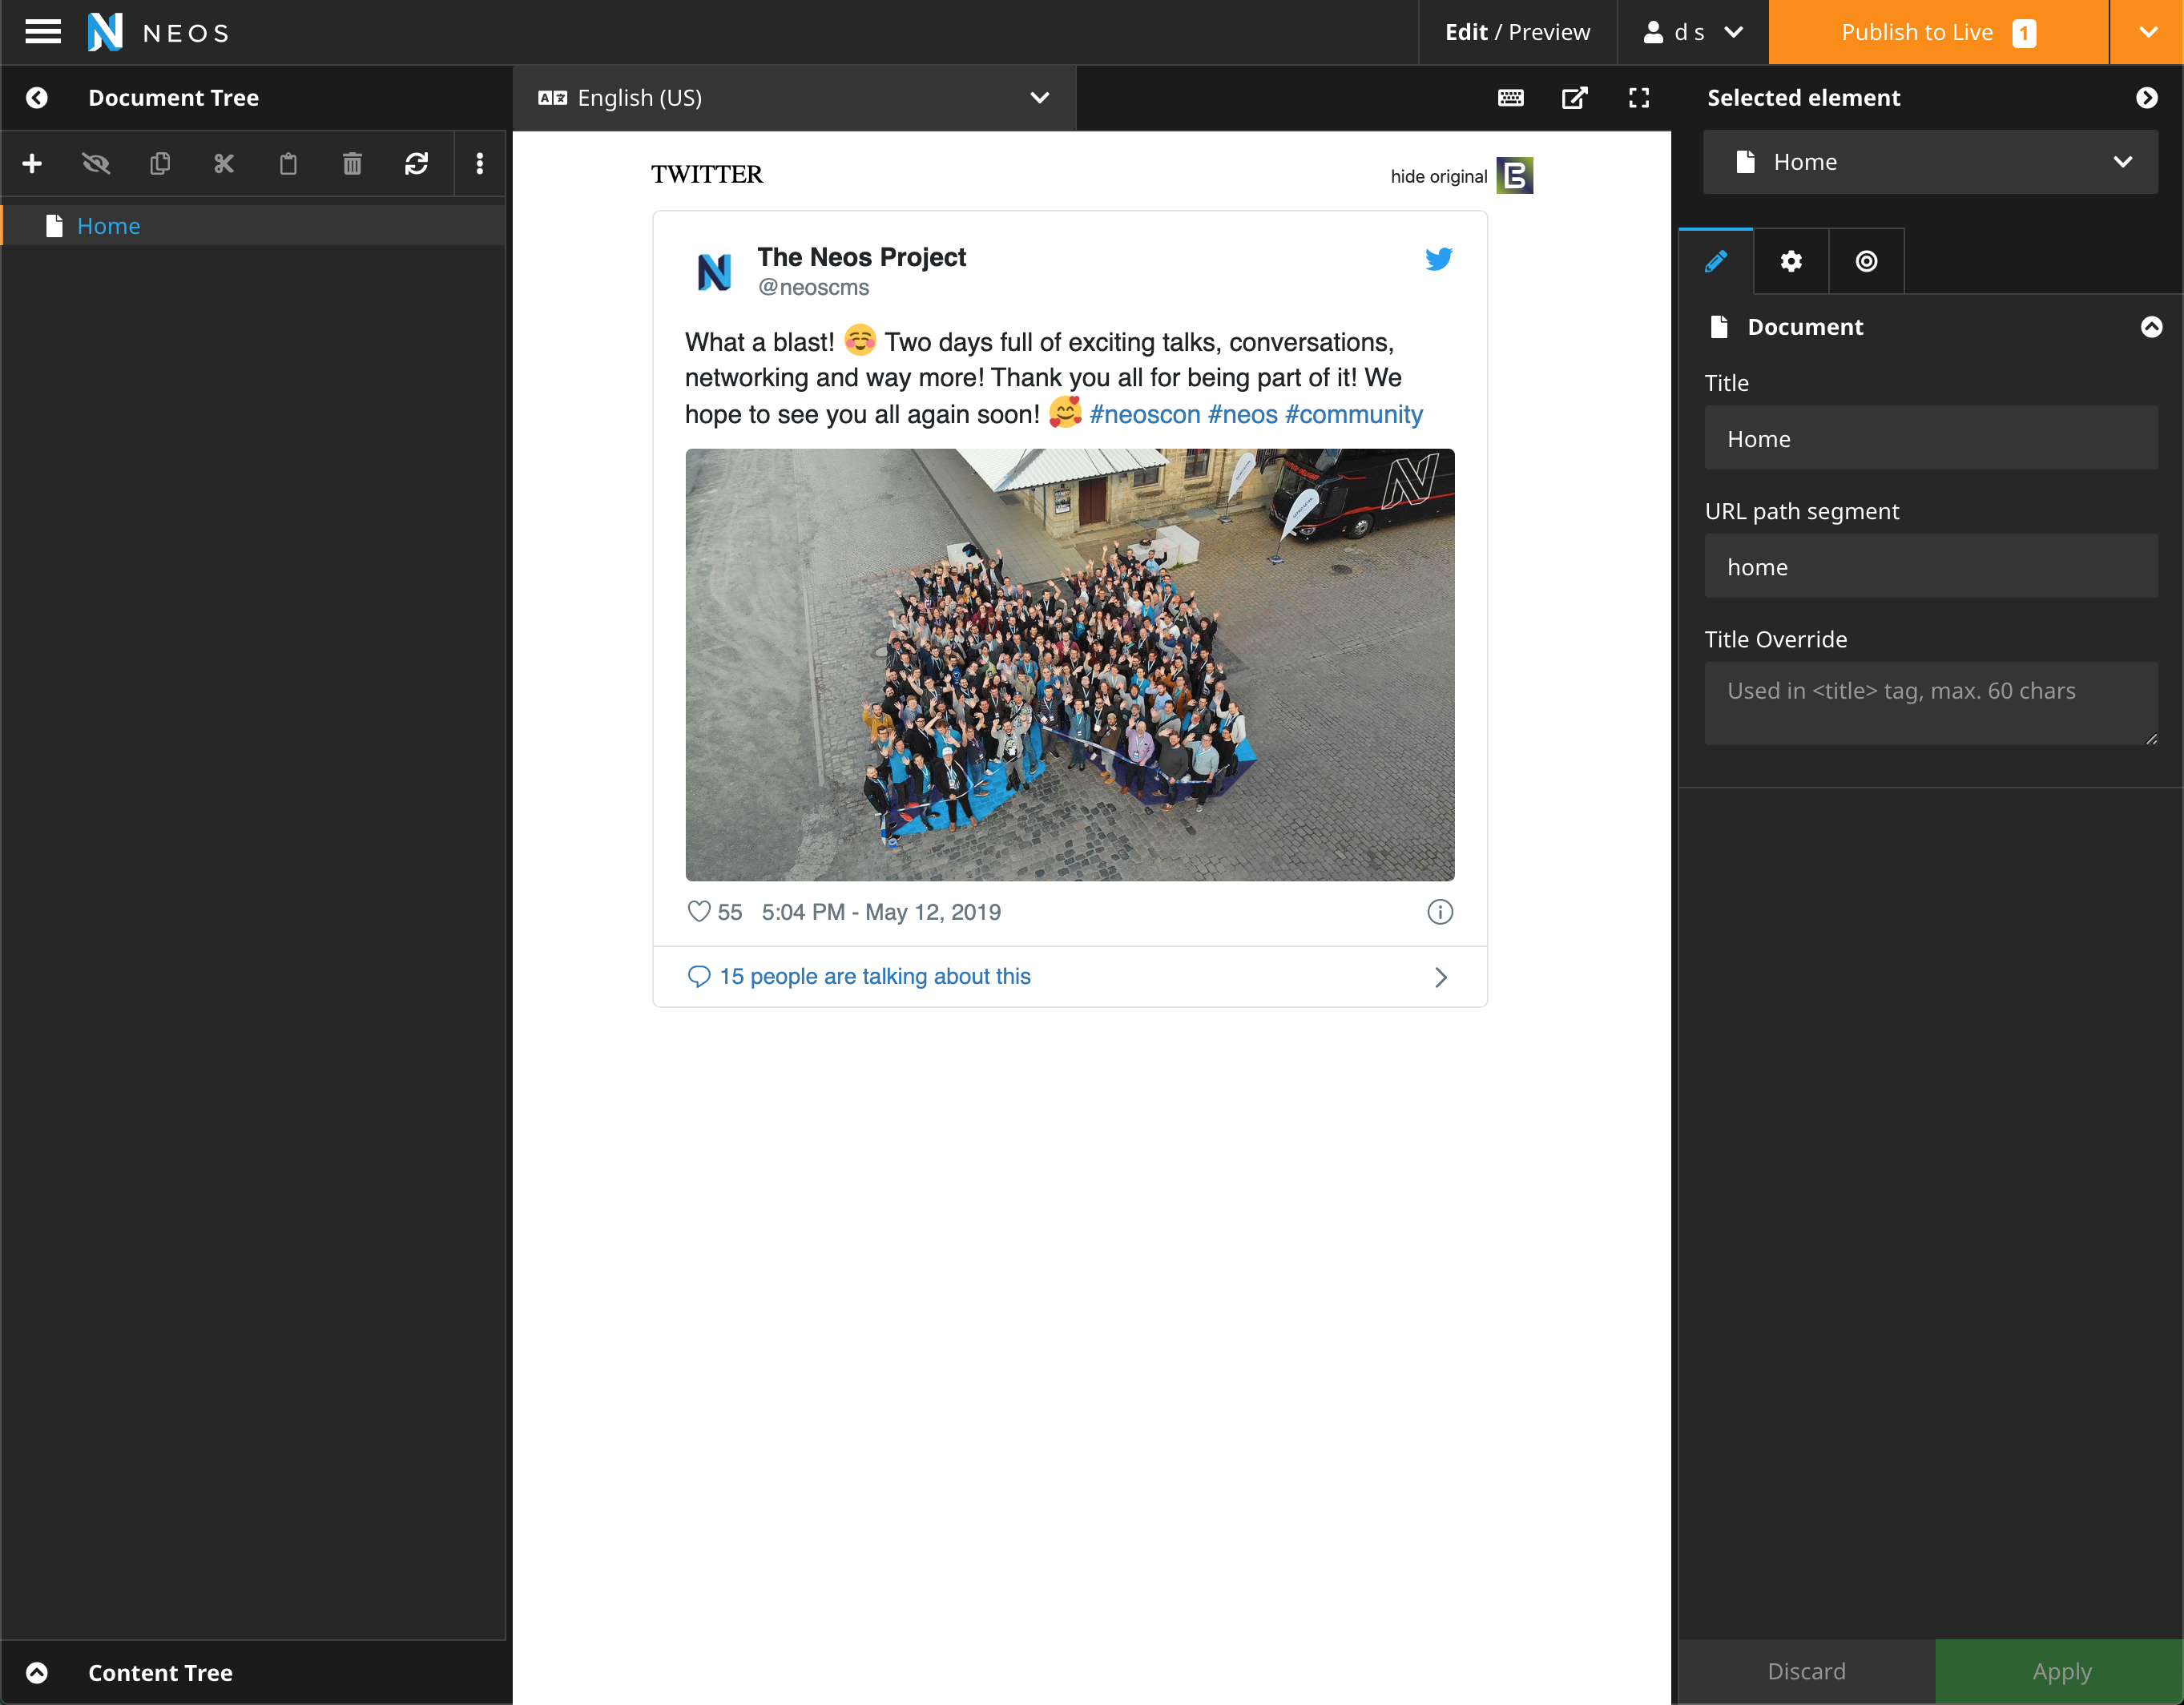 NEOS
Edit / Preview
d s
Publish to Live 1
Document Tree
English (US)
Selected element
Home
Home
TWITTER
hide original
The Neos Project
@neoscms
What a blast! ☺️ Two days full of exciting talks, conversations,
networking and way more! Thank you all for being part of it! We
hope to see you all again soon! 🥰 #neoscon #neos #community
55 5:04 PM - May 12, 2019
15 people are talking about this
Document
Title
Home
URL path segment
home
Title Override
Used in <title> tag, max. 60 chars
Content Tree
Discard
Apply